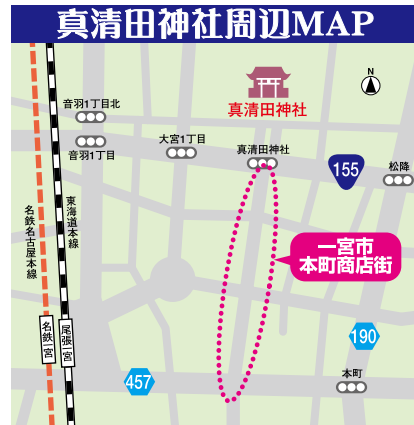 真清田神社周辺MAP
N
真清田神社
音羽1丁目北
音羽1丁目
大宮1丁目
真清田神社
155
松降
名鉄名古屋本線
東海道本線
一宮市
本町商店街
名鉄一宮
尾張一宮
190
457
本町